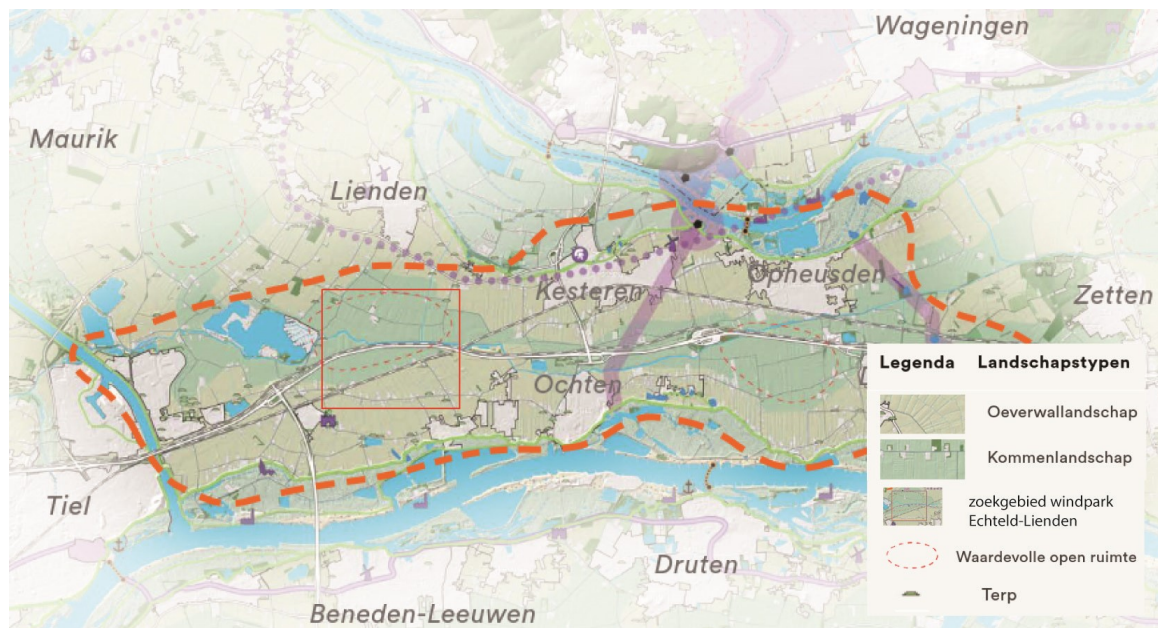 Wageningen
Maurik
Lienden
Opheusden
Kesteren
Zetten
Ochten
Tiel
Druten
Beneden-Leeuwen
Legenda Landschapstypen
Oeverwallandschap
Kommenlandschap
zoekgebied windpark
Echteld-Lienden
Waardevolle open ruimte
Terp